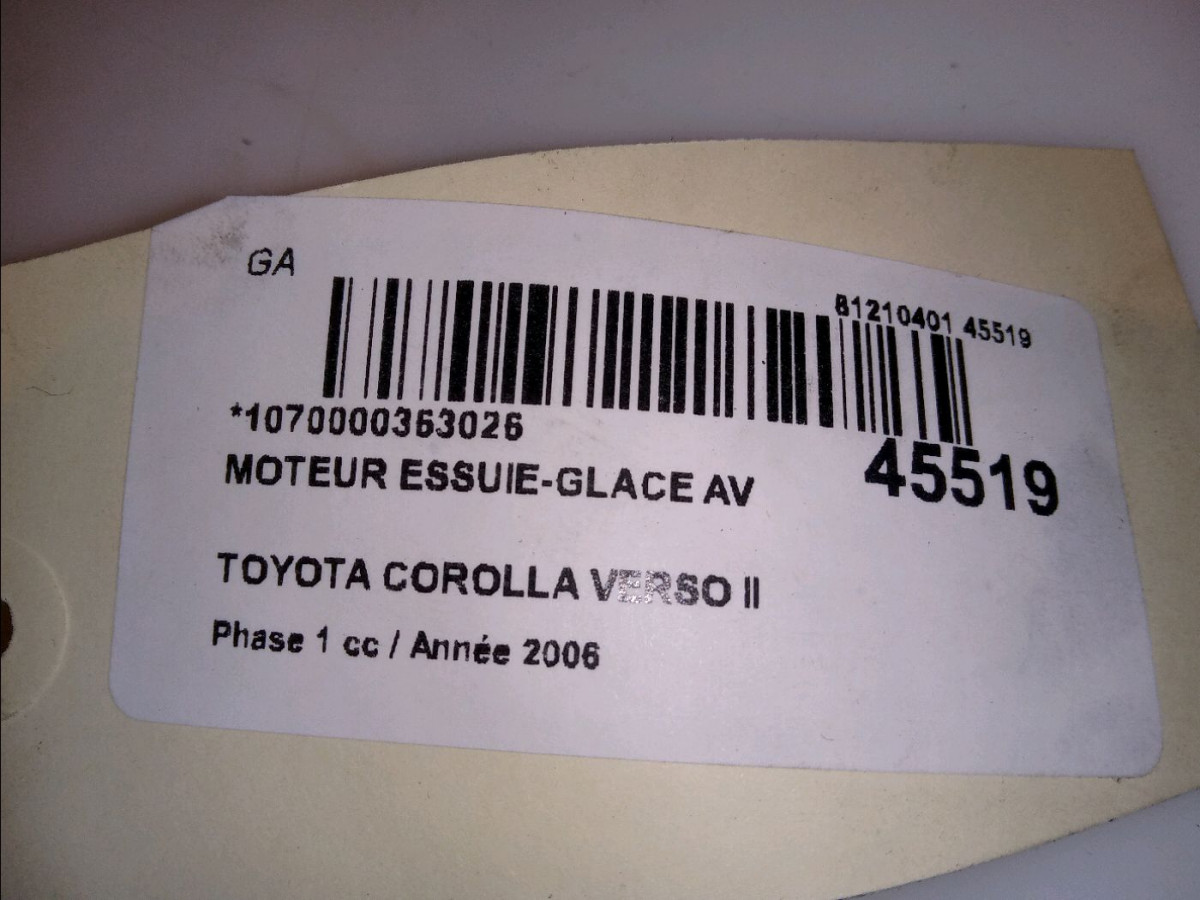 GA
81210401 45519
*1070000363026
45519
MOTEUR ESSUIE-GLACE AV
TOYOTA COROLLA VERSO II
Phase 1 cc / Année 2006